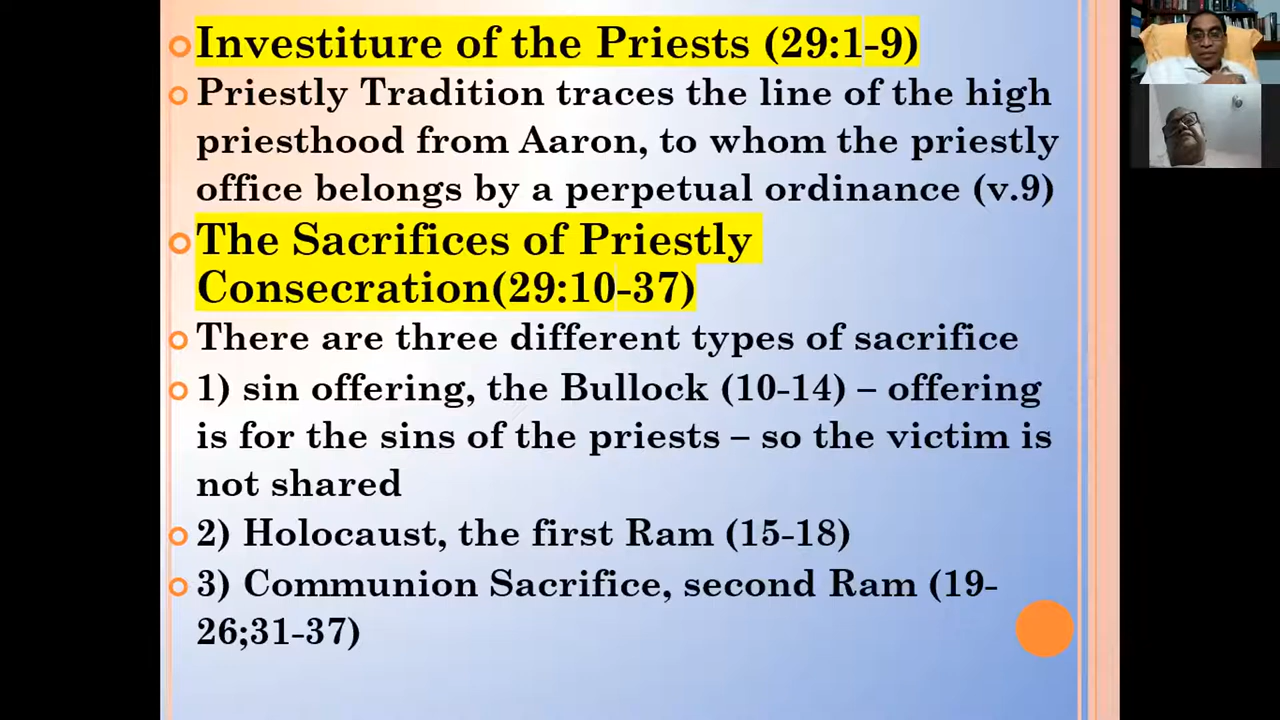 Investiture of the Priests (29:1-9)
Priestly Tradition traces the line of the high
priesthood from Aaron, to whom the priestly
office belongs by a perpetual ordinance (v.9)
The Sacrifices of Priestly
Consecration(29:10-37)
There are three different types of sacrifice
1) sin offering, the Bullock (10-14) – offering
is for the sins of the priests – so the victim is
not shared
2) Holocaust, the first Ram (15-18)
3) Communion Sacrifice, second Ram (19-
26;31-37)